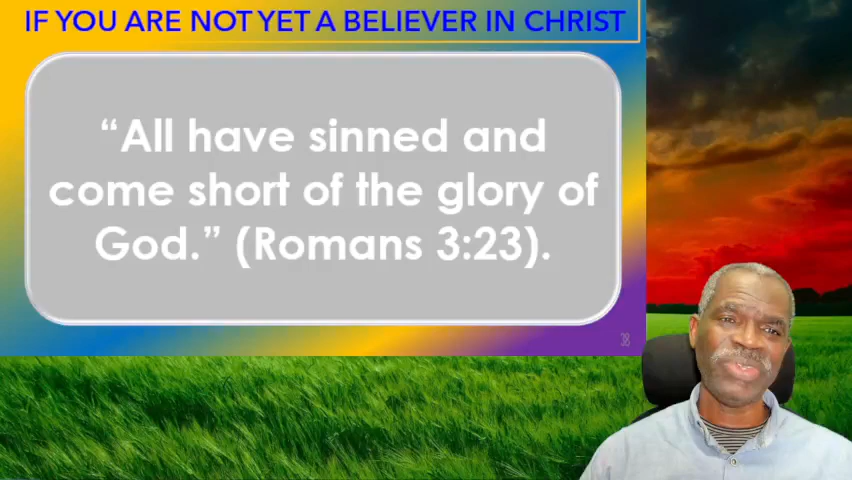 IF YOU ARE NOT YET A BELIEVER IN CHRIST
“All have sinned and
come short of the glory of
God.” (Romans 3:23).